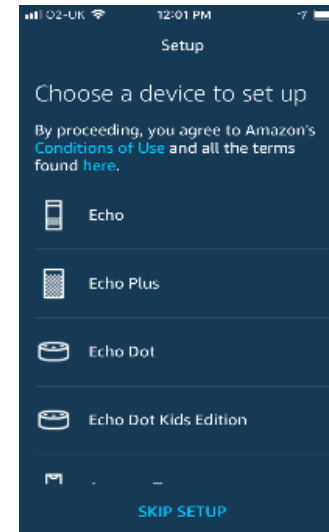 O2-UK 12:01 PM
Setup
Choose a device to set up
By proceeding, you agree to Amazon's
Conditions of Use and all the terms
found here.
Echo
Echo Plus
Echo Dot
Echo Dot Kids Edition
SKIP SETUP